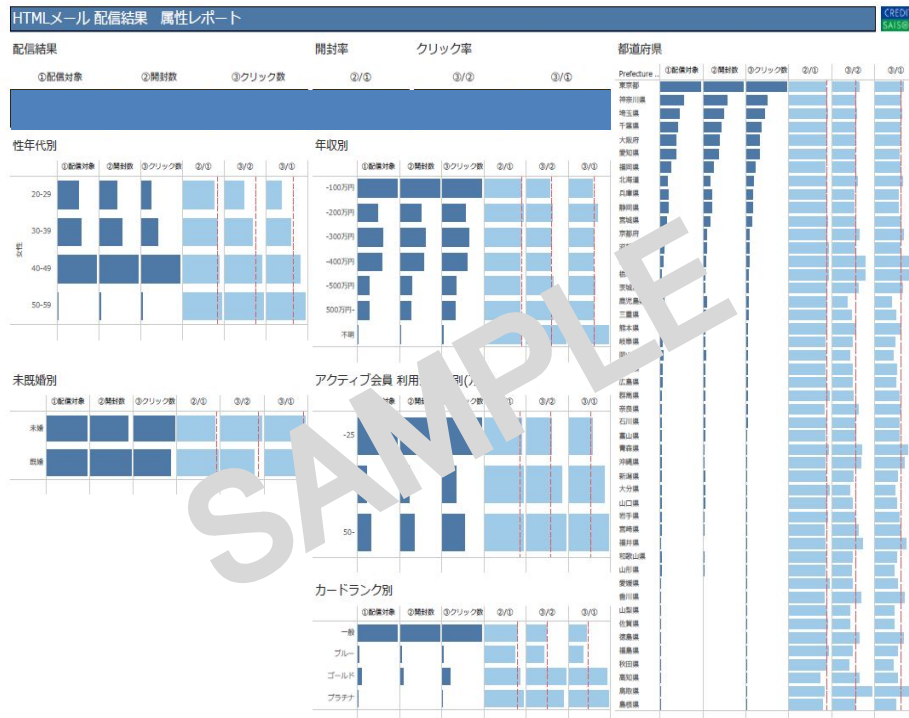 HTMLメール 配信結果　属性レポート
CREDI
SAISO
配信結果
①配信対象 ②開封数 ③クリック数
開封率 クリック率
②/① ③/② ③/①
性年代別
①配信対象 ②開封数 ③クリック数 ②/① ③/② ③/①
女性
20-29
30-39
40-49
50-59
年収別
①配信対象 ②開封数 ③クリック数 ②/① ③/② ③/①
-100万円
-200万円
-300万円
-400万円
-500万円
500万円-
不明
未既婚別
①配信対象 ②開封数 ③クリック数 ②/① ③/② ③/①
未婚
既婚
アクティブ会員 利用 別(
①配信対象 ②開封 ③/② ③/①
-25
50-
カードランク別
①配信対象 ②開封数 ③クリック数 ②/① ③/② ③/①
一般
ブルー
ゴールド
プラチナ
都道府県
Prefecture .. ①配信対象 ②開封数 ③クリック数 ②/① ③/② ③/①
東京都
神奈川県
埼玉県
千葉県
大阪府
愛知県
福岡県
北海道
兵庫県
静岡県
宮城県
京都府
茨城
鹿児島
三重県
熊本県
岐阜県
広島県
群馬県
奈良県
石川県
富山県
青森県
沖縄県
新潟県
大分県
山口県
岩手県
宮崎県
福井県
和歌山県
山形県
愛媛県
香川県
山梨県
佐賀県
徳島県
福島県
秋田県
高知県
鳥取県
島根県
SAMPLE